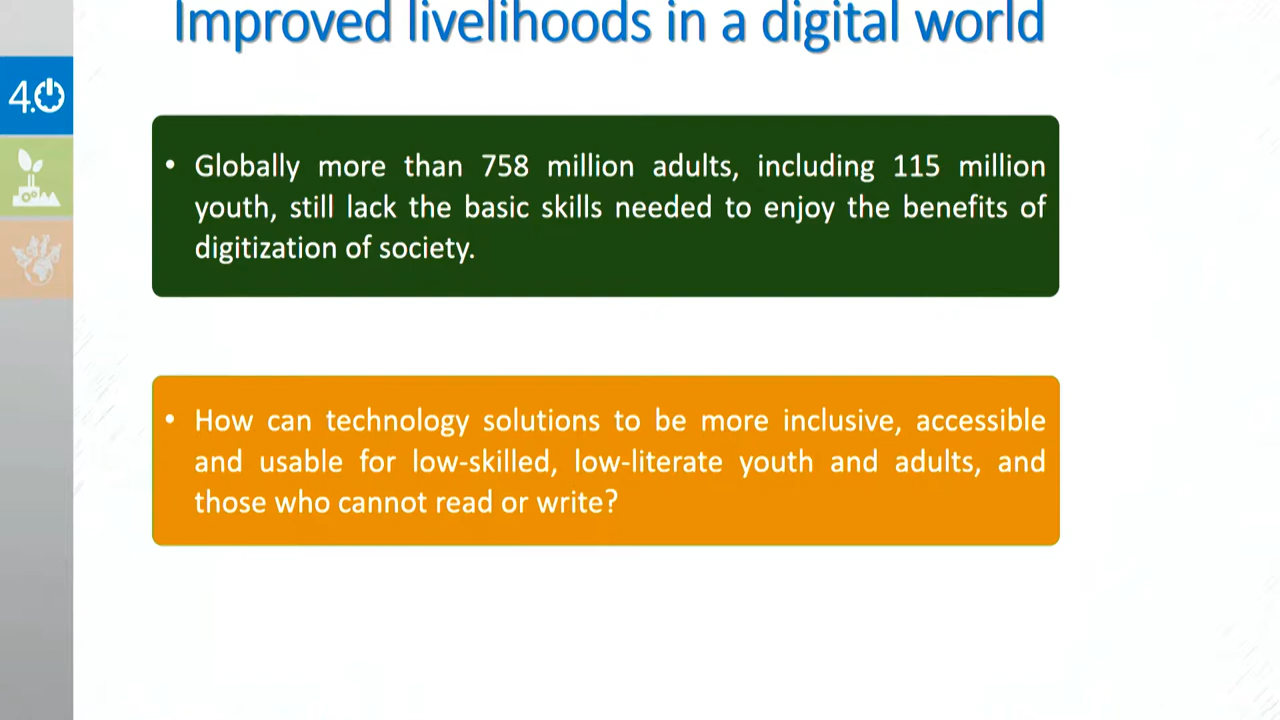 Improved livelihoods in a digital world
4.0
• Globally more than 758 million adults, including 115 million
youth, still lack the basic skills needed to enjoy the benefits of
digitization of society.
• How can technology solutions to be more inclusive, accessible
and usable for low-skilled, low-literate youth and adults, and
those who cannot read or write?